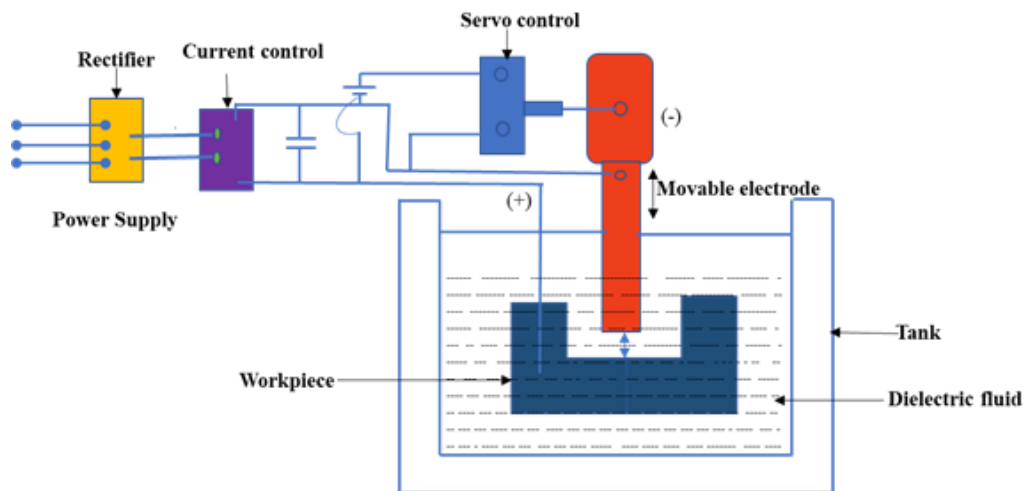 Servo control
Current control
Rectifier
(-)
Movable electrode
(+)
Power Supply
Tank
Workpiece
Dielectric fluid